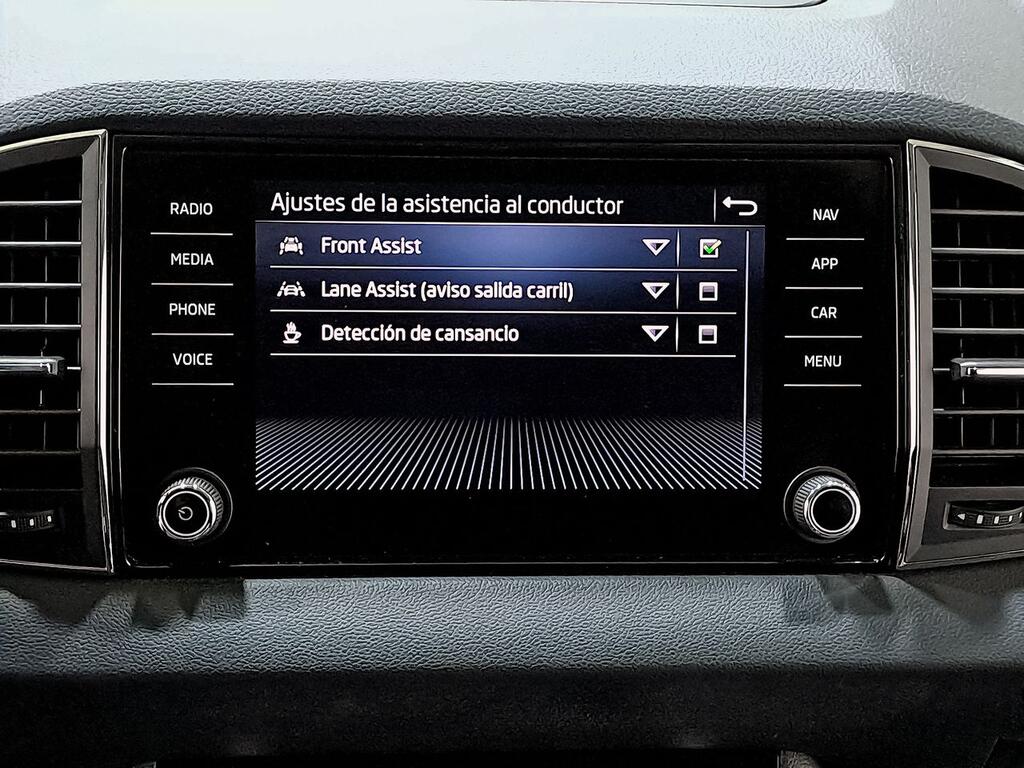 Ajustes de la asistencia al conductor
RADIO
NAV
Front Assist
MEDIA
APP
Lane Assist (aviso salida carril)
PHONE
CAR
Detección de cansancio
VOICE
MENU